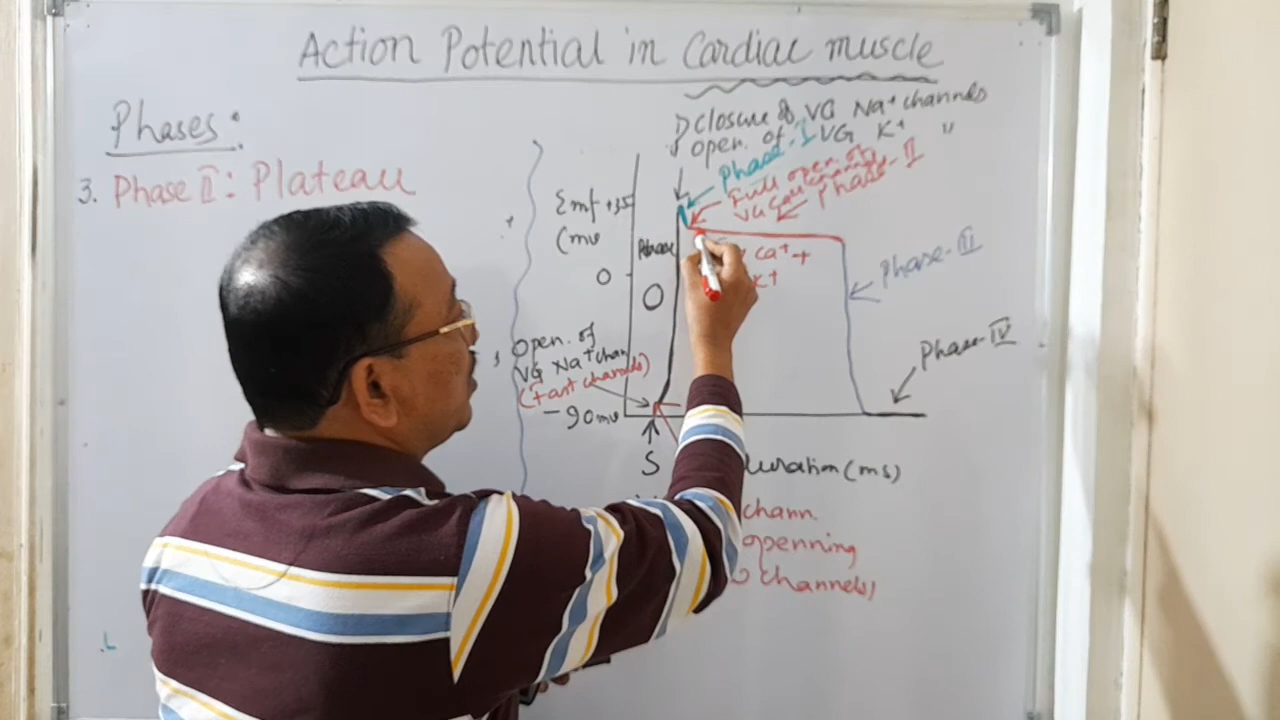 Action Potential in Cardiac muscle
Phases:
3. Phase II: Plateau
1) closure of VG Na+ channels
open. of VG K+ "
Phase-I
Full open. of
VG Ca++ channels
Phase-II
Emf +35
(mv
0
Phase
0
Ca++
K+
Phase-III
Phase-IV
open. of
VG Na+ chan
(Fast channels)
-90mv
S
duration (ms)
chann.
openning
channels)